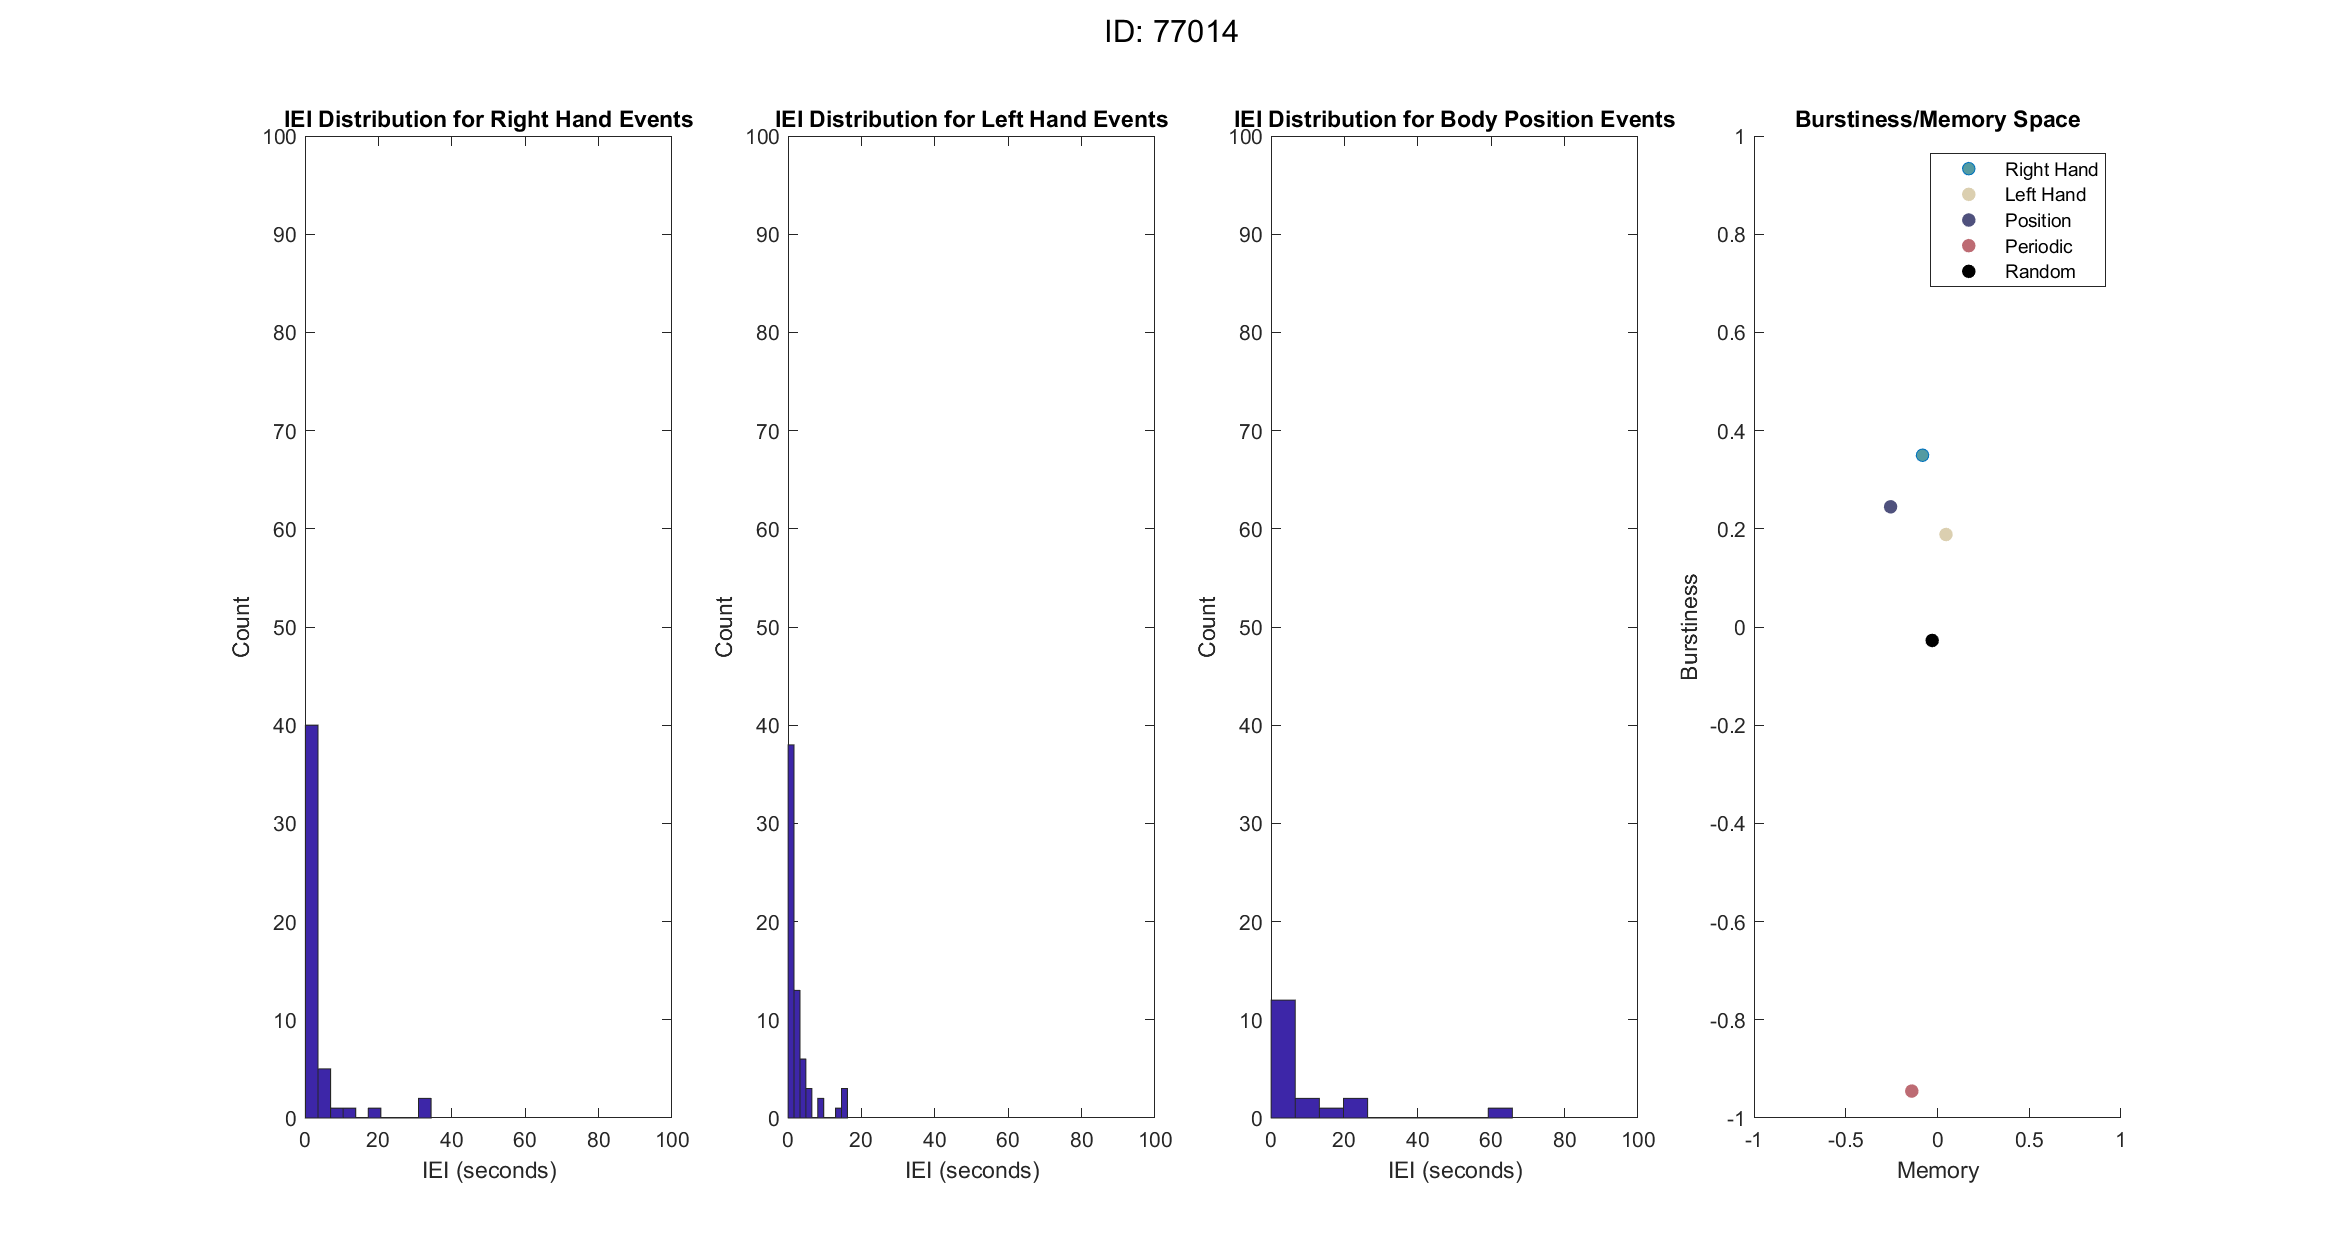 ID: 77014
IEI Distribution for Right Hand Events
100
90
80
70
60
50
40
30
20
10
0
Count
0 20 40 60 80 100
IEI (seconds)
IEI Distribution for Left Hand Events
100
90
80
70
60
50
40
30
20
10
0
Count
0 20 40 60 80 100
IEI (seconds)
IEI Distribution for Body Position Events
100
90
80
70
60
50
40
30
20
10
0
Count
0 20 40 60 80 100
IEI (seconds)
Burstiness/Memory Space
Right Hand
Left Hand
Position
Periodic
Random
1
0.8
0.6
0.4
0.2
0
-0.2
-0.4
-0.6
-0.8
-1
Burstiness
-1 -0.5 0 0.5 1
Memory